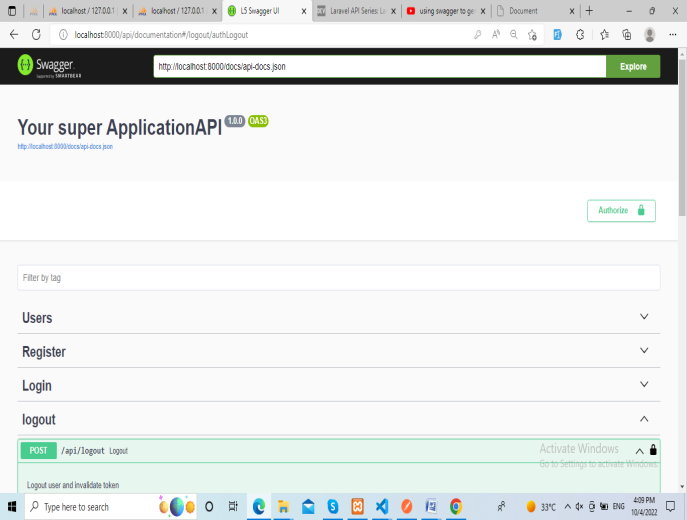 localhost / 127.0.0.1
localhost / 127.0.0.1
L5 Swagger UI
Laravel API Series: La
using swagger to ge
Document
localhost:8000/api/documentation#/logout/authLogout
Swagger.
Supported by SMARTBEAR
http://localhost:8000/docs/api-docs.json
Explore
Your super ApplicationAPI 1.0.0 OAS3
http://localhost:8000/docs/api-docs.json
Authorize
Filter by tag
Users
Register
Login
logout
POST /api/logout Logout
Activate Windows
Go to Settings to activate Windows.
Logout user and invalidate token
Type here to search
33°C
ENG
4:09 PM
10/4/2022